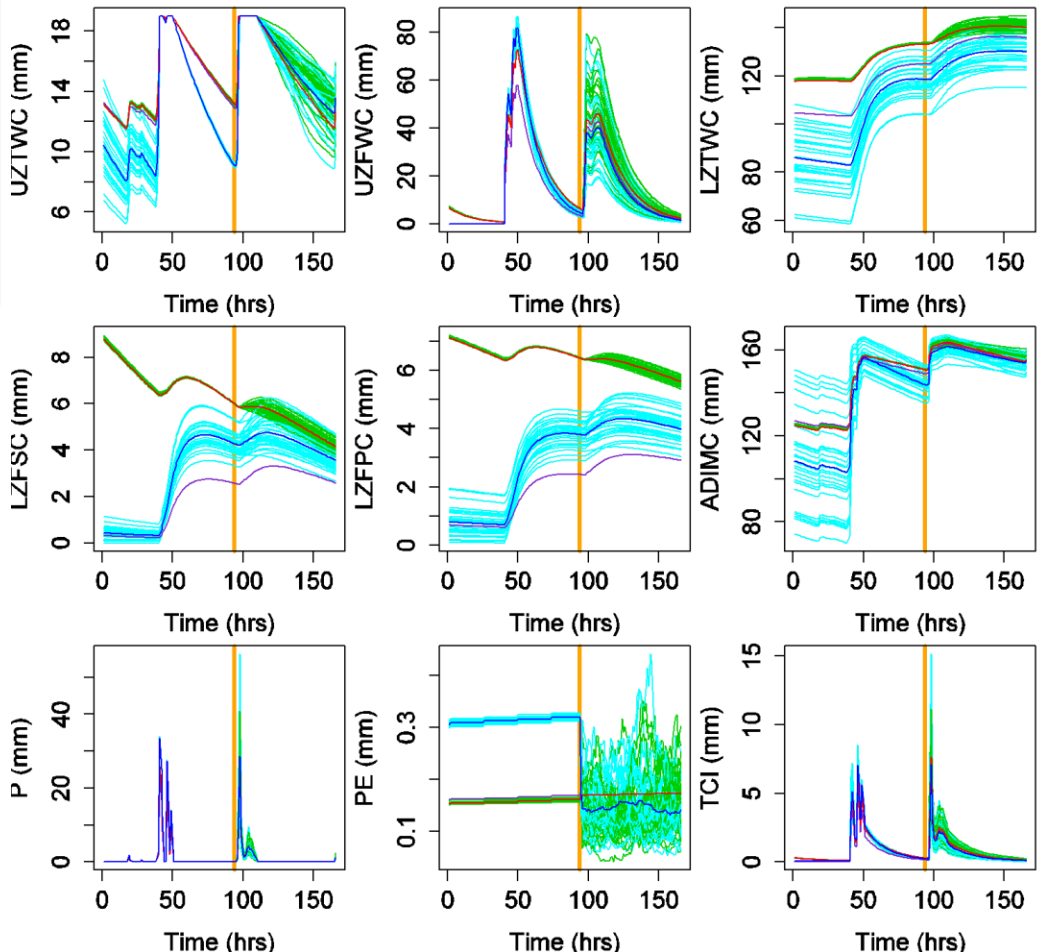 UZTWC (mm)
18
14
10
6
0 50 100 150
Time (hrs)
UZFWC (mm)
80
60
40
20
0
0 50 100 150
Time (hrs)
LZTWC (mm)
120
80
60
0 50 100 150
Time (hrs)
LZFSC (mm)
8
6
4
2
0
0 50 100 150
Time (hrs)
LZFPC (mm)
6
4
2
0
0 50 100 150
Time (hrs)
ADIMC (mm)
160
120
80
0 50 100 150
Time (hrs)
P (mm)
40
20
0
0 50 100 150
Time (hrs)
PE (mm)
0.3
0.1
0 50 100 150
Time (hrs)
TCI (mm)
15
10
5
0
0 50 100 150
Time (hrs)